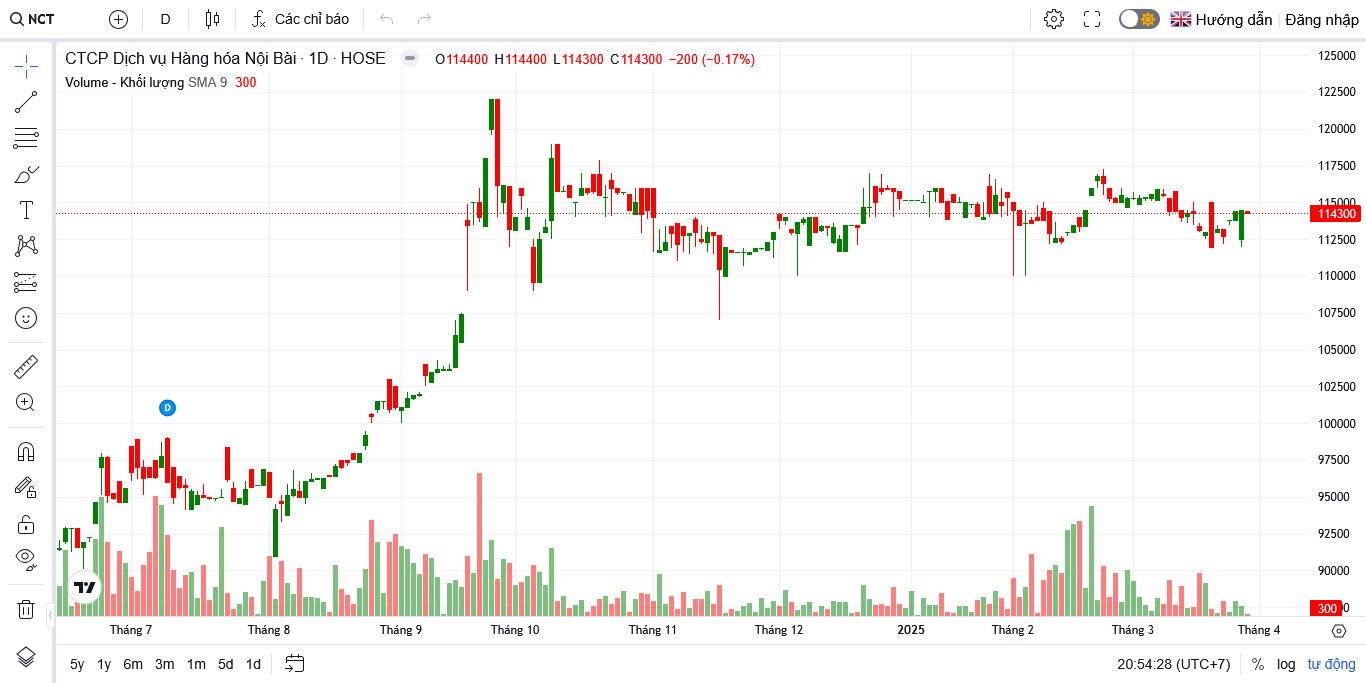 NCT D Các chỉ báo Hướng dẫn Đăng nhập
CTCP Dịch vụ Hàng hóa Nội Bài · 1D · HOSE O114400 H114400 L114300 C114300 −200 (−0.17%)
Volume - Khối lượng SMA 9 300
125000
122500
120000
117500
115000
114300
112500
110000
107500
105000
102500
D
100000
97500
95000
92500
90000
300
Tháng 7 Tháng 8 Tháng 9 Tháng 10 Tháng 11 Tháng 12 2025 Tháng 2 Tháng 3 Tháng 4
5y 1y 6m 3m 1m 5d 1d 20:54:28 (UTC+7) % log tự động